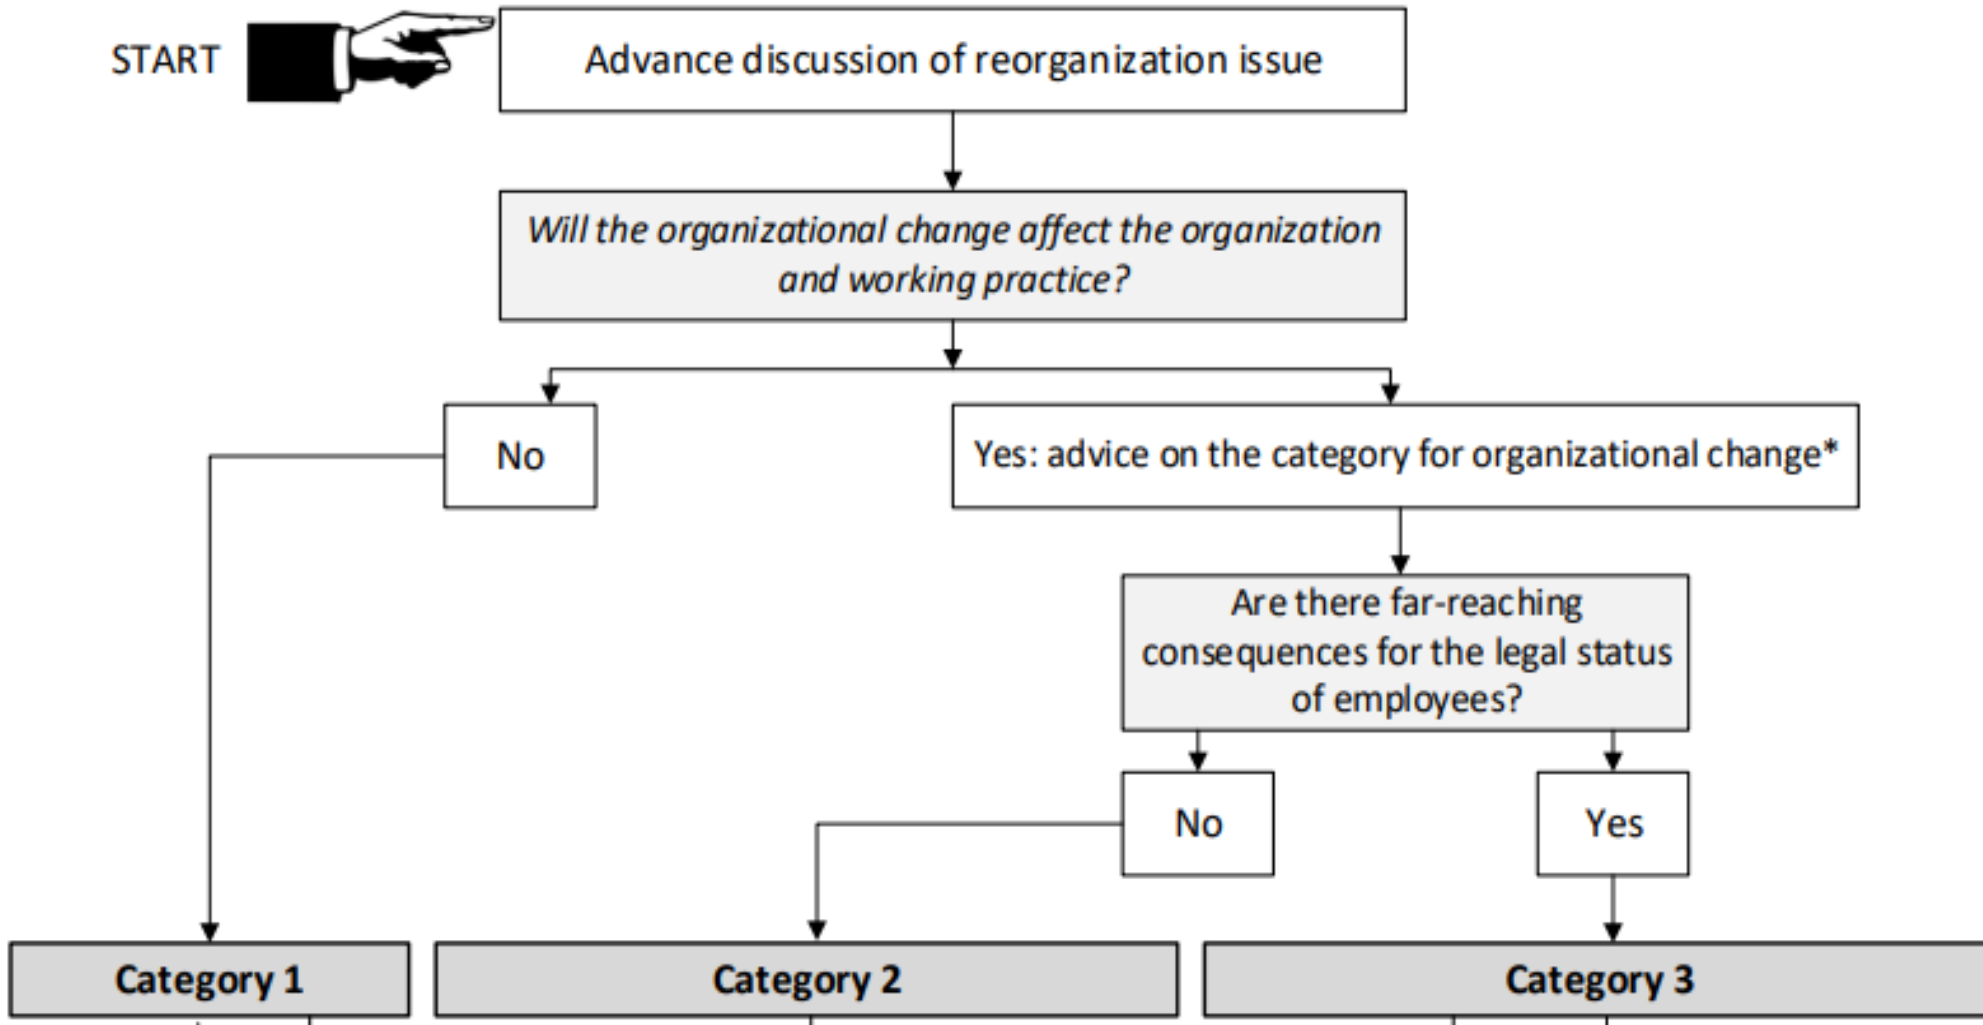 START
Advance discussion of reorganization issue
Will the organizational change affect the organization
and working practice?
No
Yes: advice on the category for organizational change*
Are there far-reaching
consequences for the legal status
of employees?
No
Yes
Category 1
Category 2
Category 3